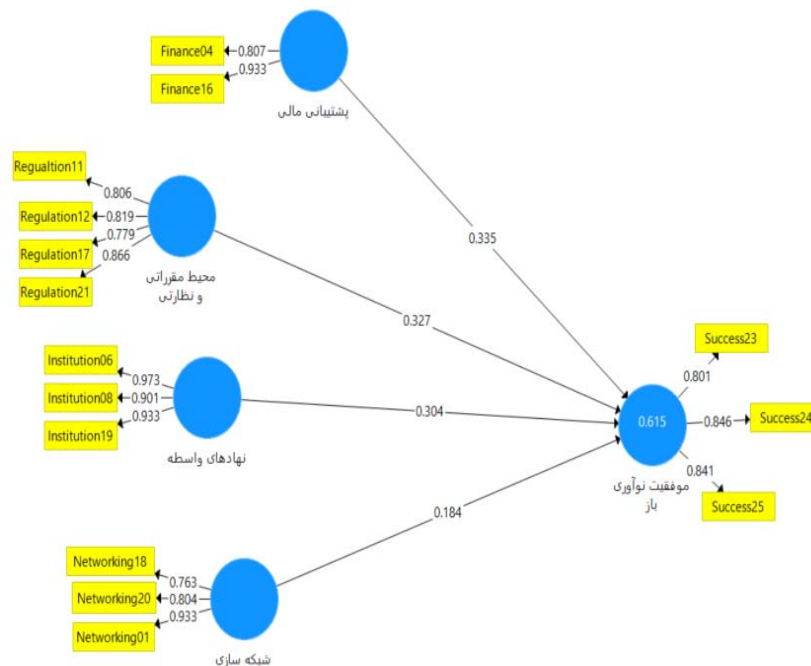 Finance04
0.807
Finance16
0.933
پشتیبانی مالی
0.335
Regualtion11
0.806
Regulation12
0.819
Regulation17
0.779
Regulation21
0.866
محیط مقرراتی
و نظارتی
0.327
Institution06
0.973
Institution08
0.901
Institution19
0.933
نهادهای واسطه
0.304
Networking18
0.763
Networking20
0.804
Networking01
0.933
شبکه سازی
0.184
0.615
موفقیت نوآوری
باز
Success23
0.801
Success24
0.846
Success25
0.841